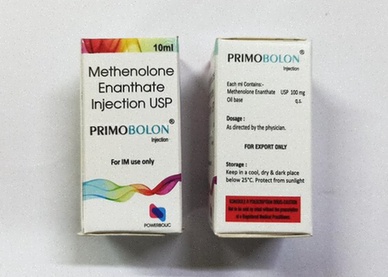 10ml
Methenolone
Enanthate
Injection USP
PRIMOBOLON®
Injection
For IM use only
POWERBOLIC
PRIMOBOLON®
Injection
Each ml Contains:-
Methenolone Enanthate USP 100 mg
Oil base q.s.
Dosage :
As directed by the physician.
FOR EXPORT ONLY
Storage :
Keep in a cool, dry & dark place
below 25°C. Protect from sunlight